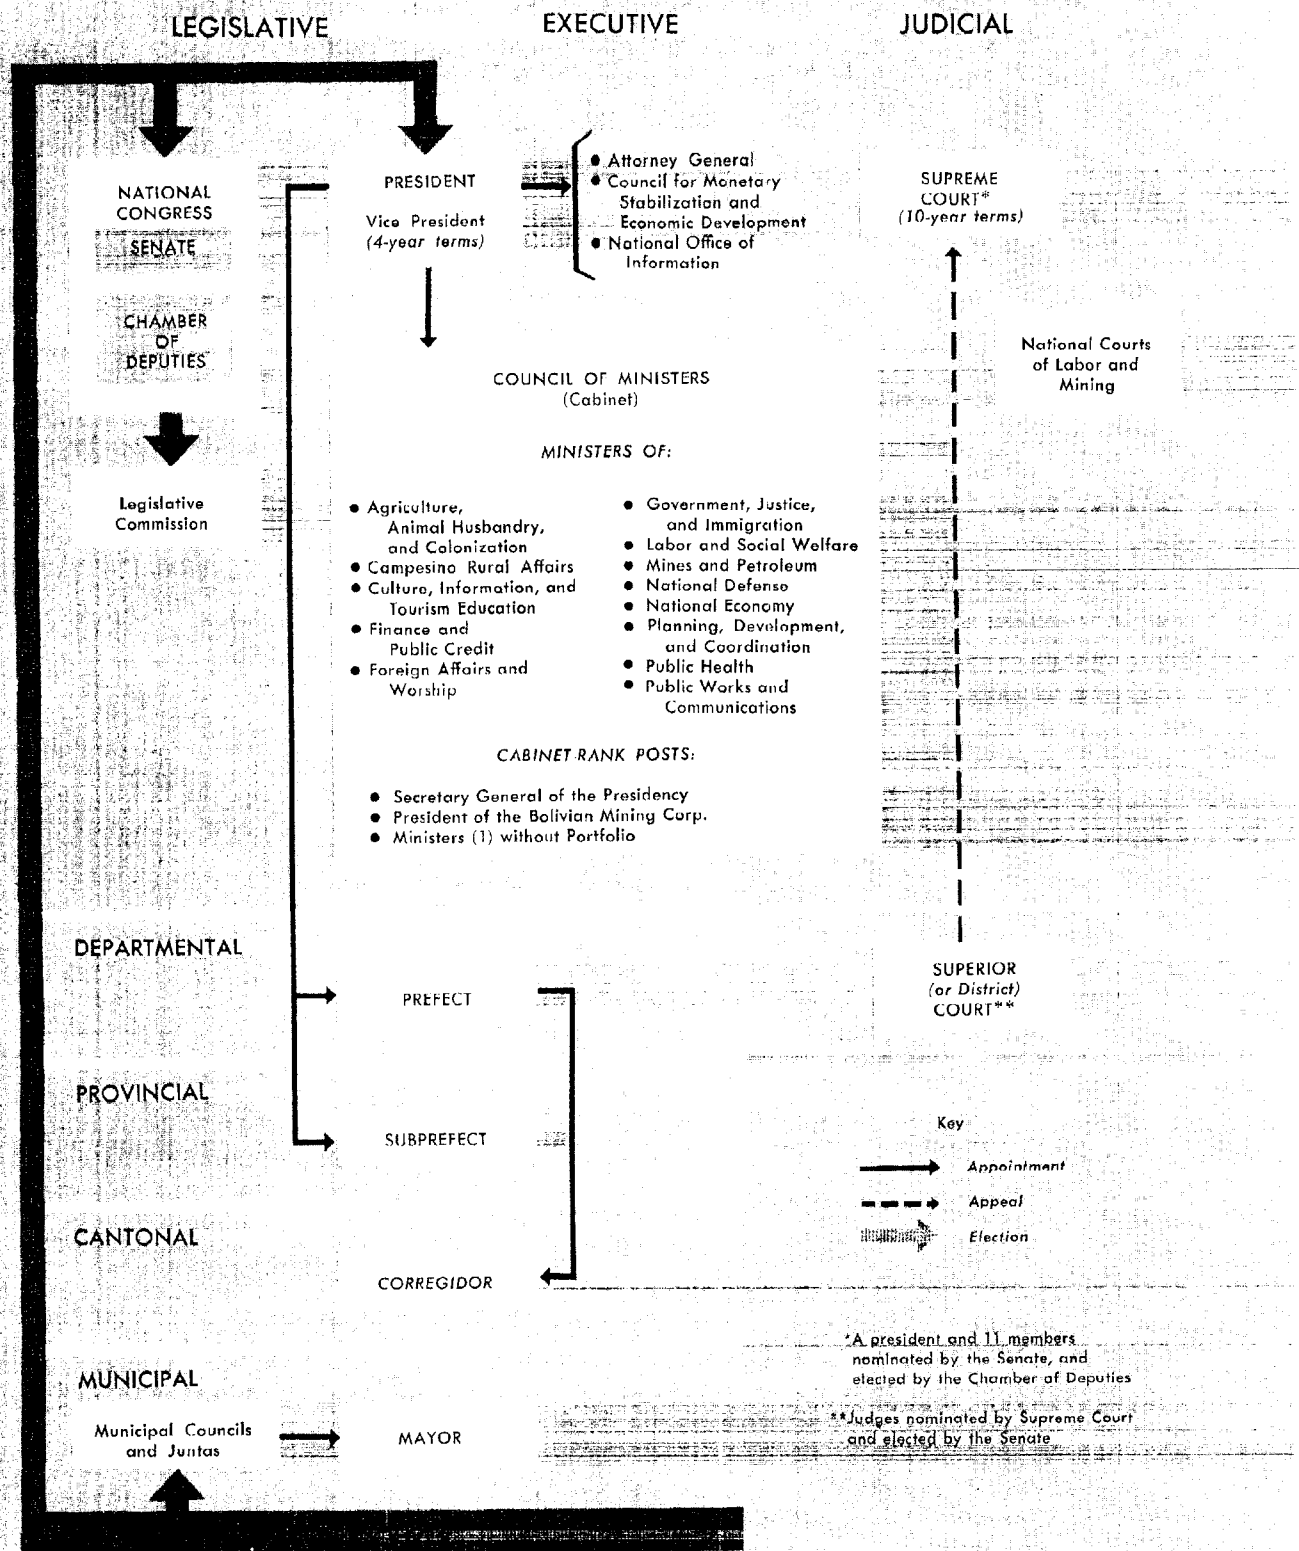 LEGISLATIVE
EXECUTIVE
JUDICIAL
NATIONAL
CONGRESS
SENATE
CHAMBER
OF
DEPUTIES
Legislative
Commission
PRESIDENT
Vice President
(4-year terms)
● Attorney General
● Council for Monetary
Stabilization and
Economic Development
● National Office of
Information
SUPREME
COURT*
(10-year terms)
National Courts
of Labor and
Mining
COUNCIL OF MINISTERS
(Cabinet)
MINISTERS OF:
● Agriculture,
Animal Husbandry,
and Colonization
● Campesino Rural Affairs
● Culture, Information, and
Tourism Education
● Finance and
Public Credit
● Foreign Affairs and
Worship
● Government, Justice,
and Immigration
● Labor and Social Welfare
● Mines and Petroleum
● National Defense
● National Economy
● Planning, Development,
and Coordination
● Public Health
● Public Works and
Communications
CABINET-RANK POSTS:
● Secretary General of the Presidency
● President of the Bolivian Mining Corp.
● Ministers (1) without Portfolio
DEPARTMENTAL
PREFECT
SUPERIOR
(or District)
COURT**
PROVINCIAL
SUBPREFECT
CANTONAL
CORREGIDOR
MUNICIPAL
Municipal Councils
and Juntas
MAYOR
Key
Appointment
Appeal
Election
*A president and 11 members
nominated by the Senate, and
elected by the Chamber of Deputies
**Judges nominated by Supreme Court
and elected by the Senate